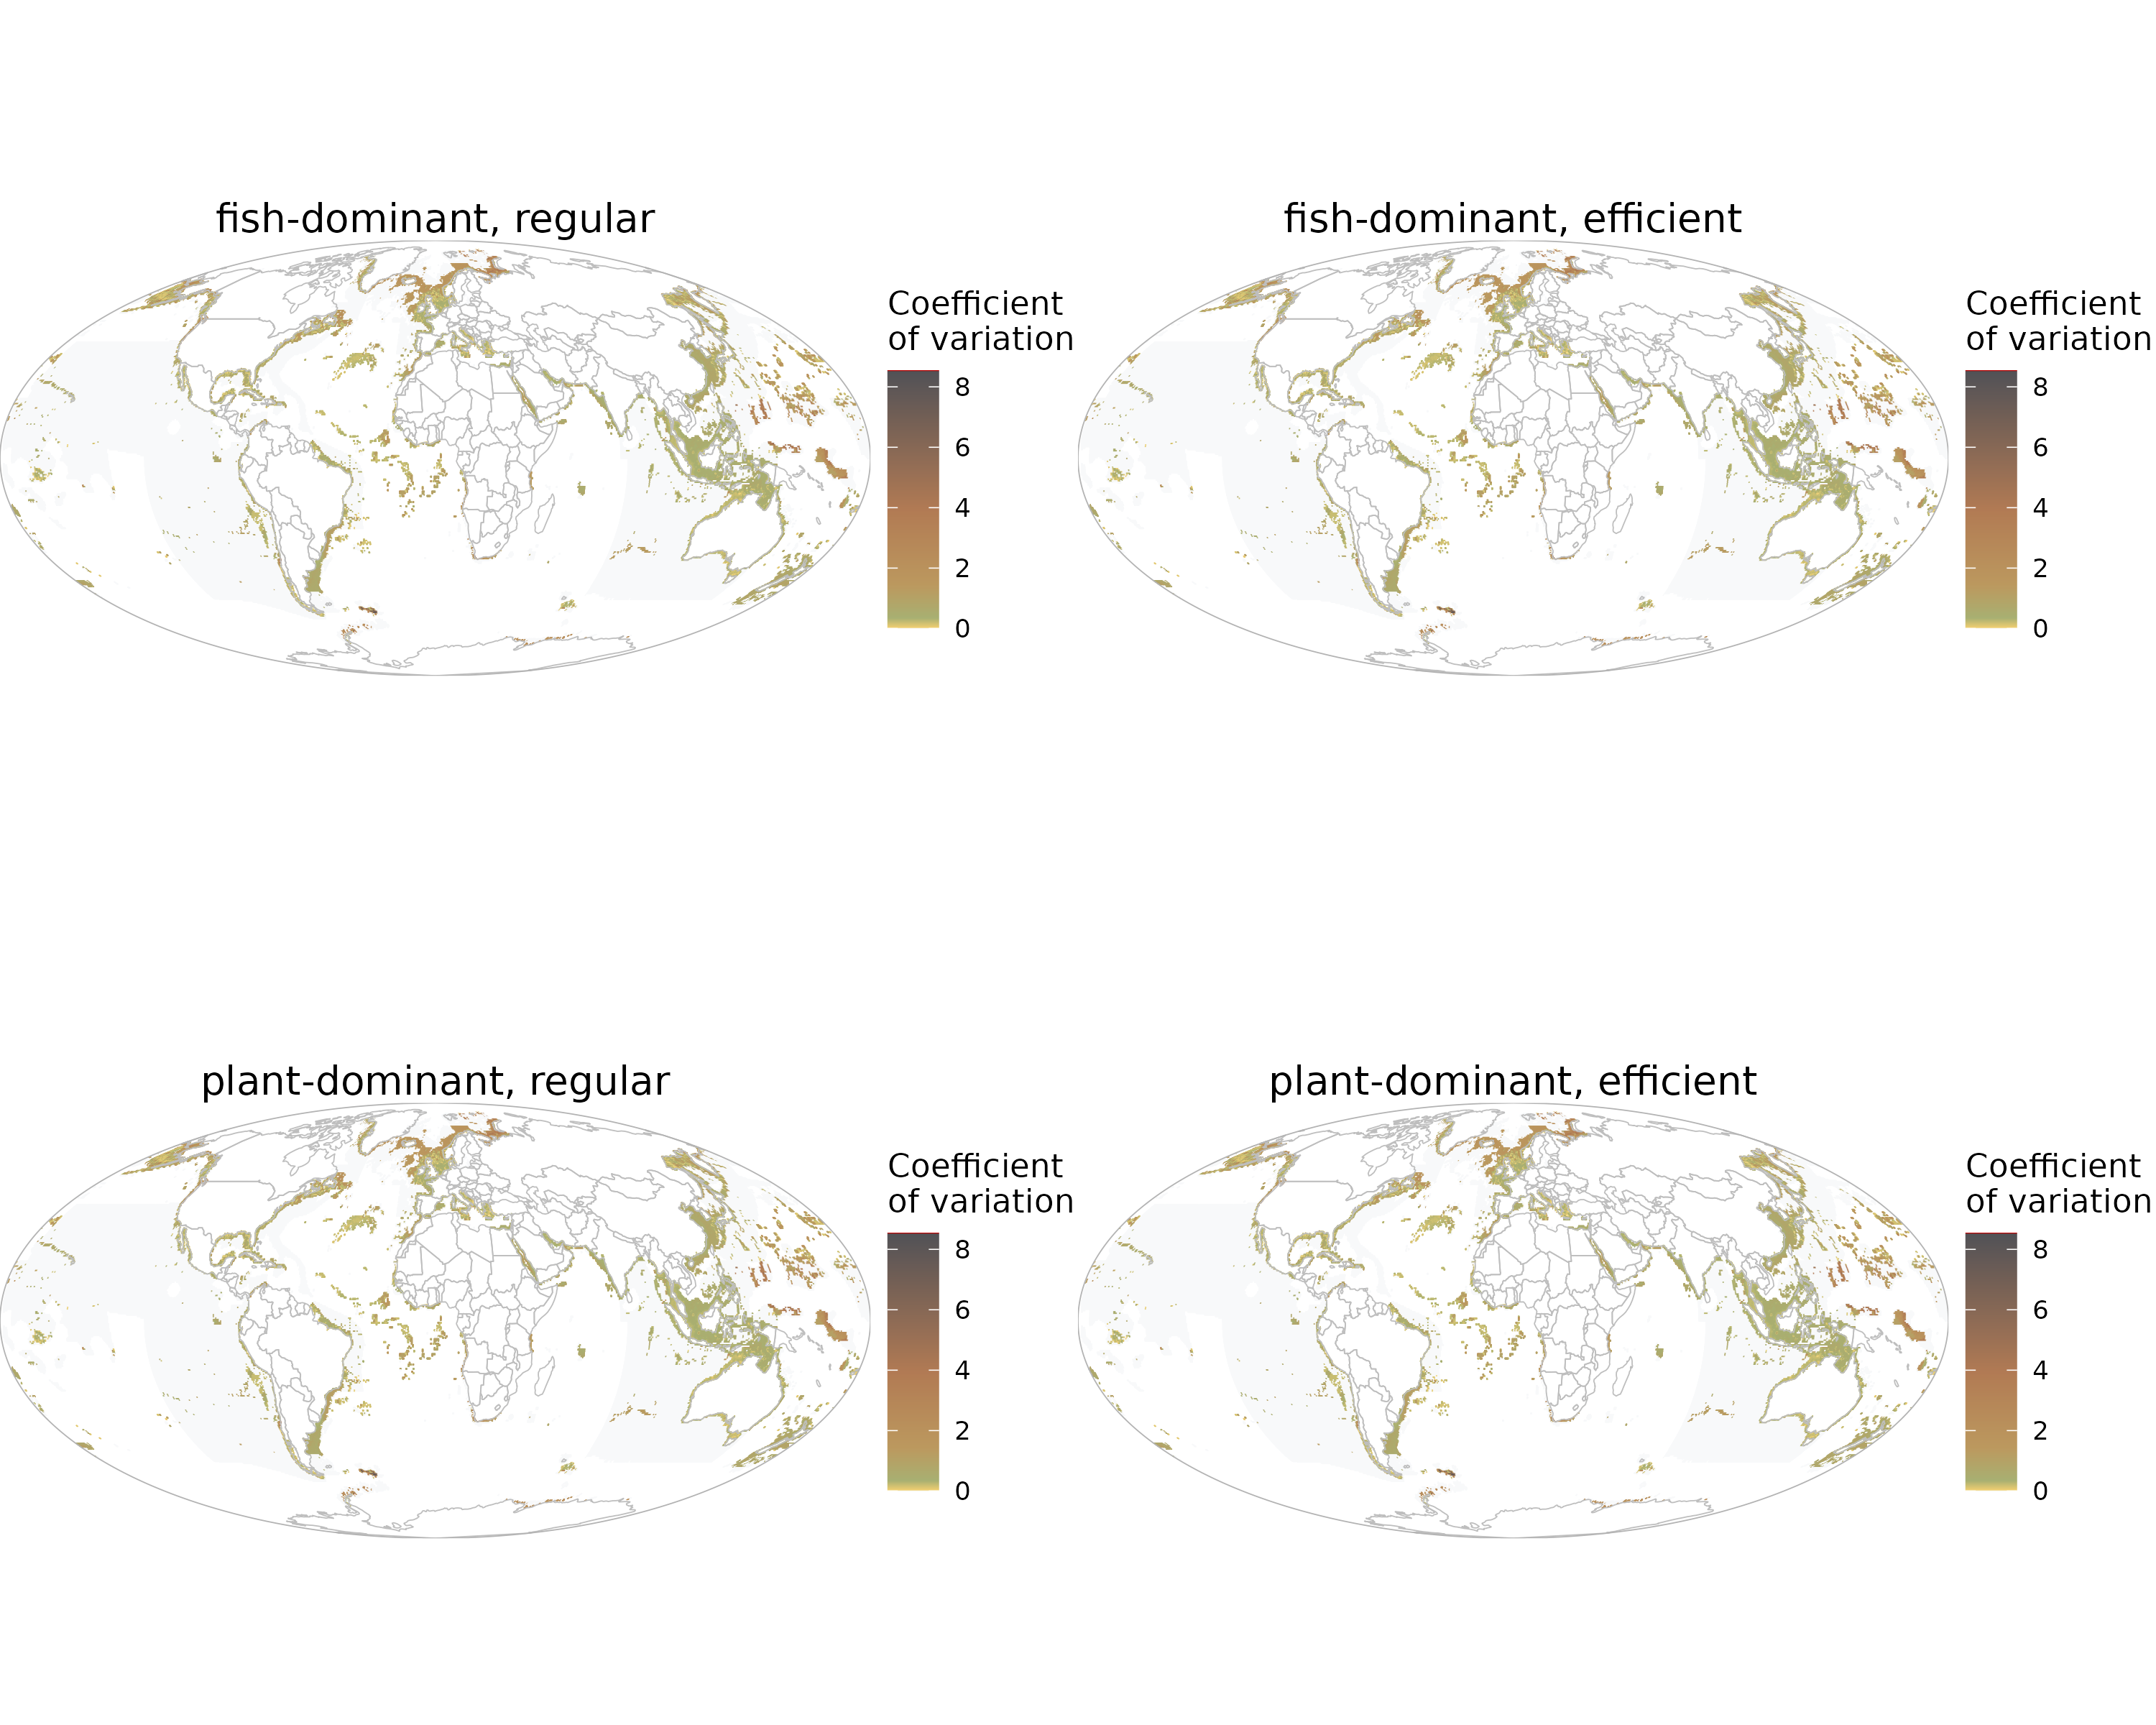 fish-dominant, regular
Coefficient
of variation
8
6
4
2
0
fish-dominant, efficient
Coefficient
of variation
8
6
4
2
0
plant-dominant, regular
Coefficient
of variation
8
6
4
2
0
plant-dominant, efficient
Coefficient
of variation
8
6
4
2
0